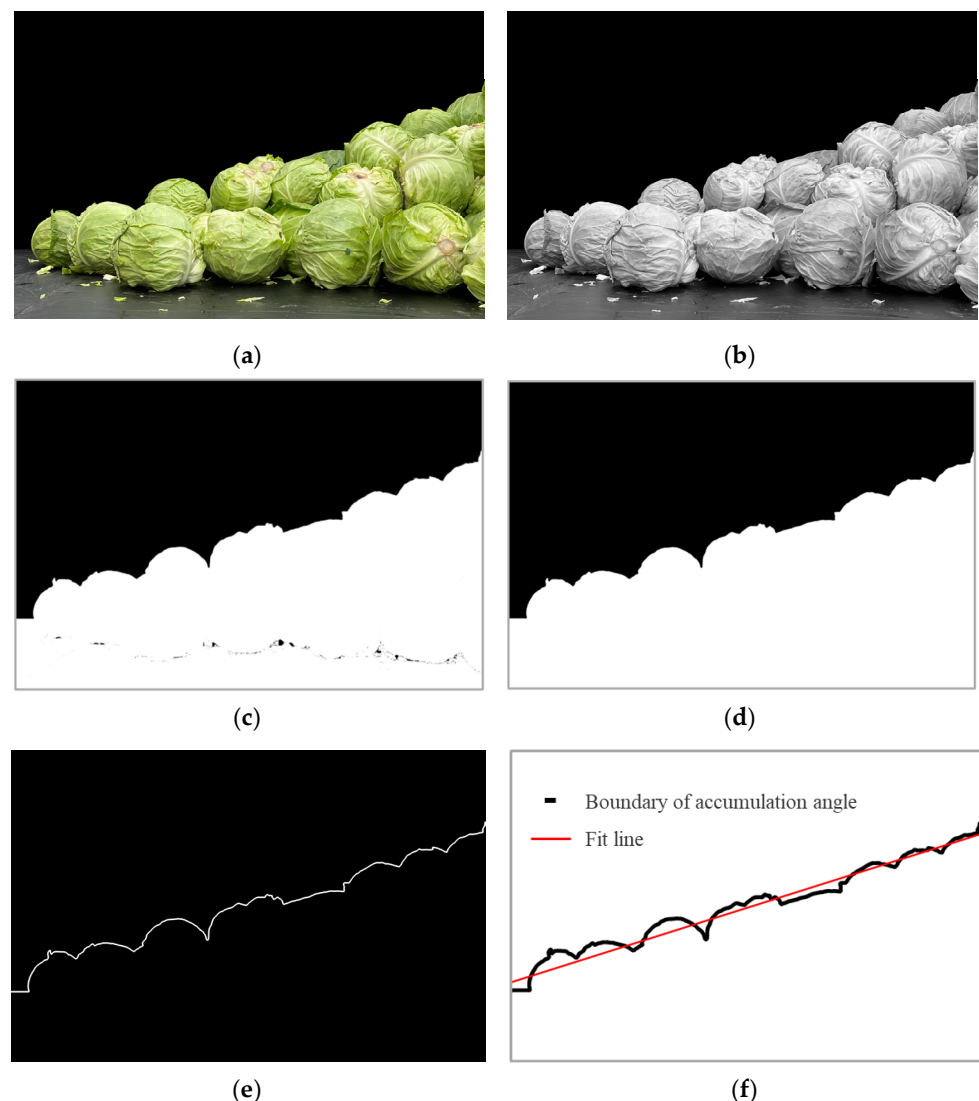 (a)
(b)
(c)
(d)
Boundary of accumulation angle
Fit line
(e)
(f)